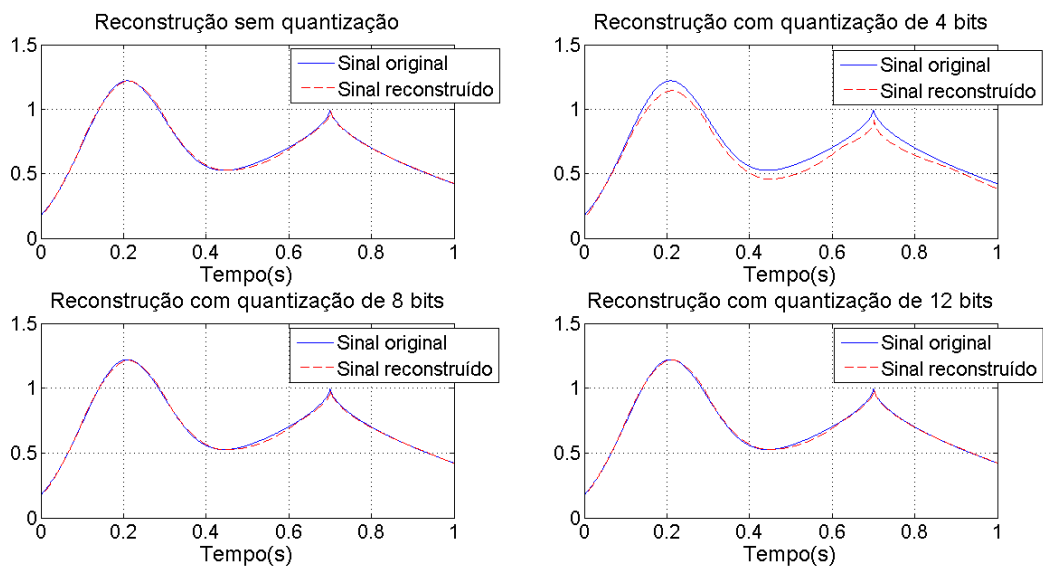 Reconstrução sem quantização
1.5
1
0.5
0
Sinal original
Sinal reconstruído
0 0.2 0.4 0.6 0.8 1
Tempo(s)
Reconstrução com quantização de 4 bits
1.5
1
0.5
0
Sinal original
Sinal reconstruído
0 0.2 0.4 0.6 0.8 1
Tempo(s)
Reconstrução com quantização de 8 bits
1.5
1
0.5
0
Sinal original
Sinal reconstruído
0 0.2 0.4 0.6 0.8 1
Tempo(s)
Reconstrução com quantização de 12 bits
1.5
1
0.5
0
Sinal original
Sinal reconstruído
0 0.2 0.4 0.6 0.8 1
Tempo(s)